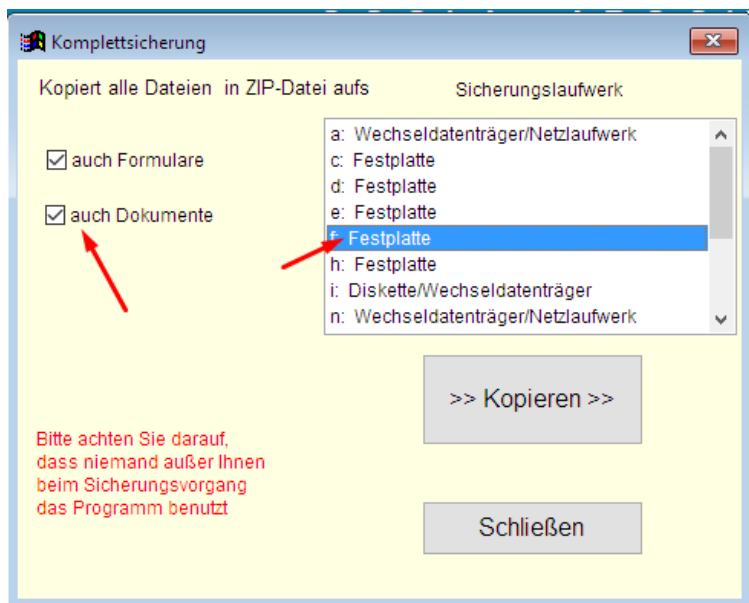 Komplettsicherung
Kopiert alle Dateien in ZIP-Datei aufs
Sicherungslaufwerk
auch Formulare
auch Dokumente
a: Wechseldatenträger/Netzlaufwerk
c: Festplatte
d: Festplatte
e: Festplatte
f: Festplatte
h: Festplatte
i: Diskette/Wechseldatenträger
n: Wechseldatenträger/Netzlaufwerk
>> Kopieren >>
Bitte achten Sie darauf,
dass niemand außer Ihnen
beim Sicherungsvorgang
das Programm benutzt
Schließen